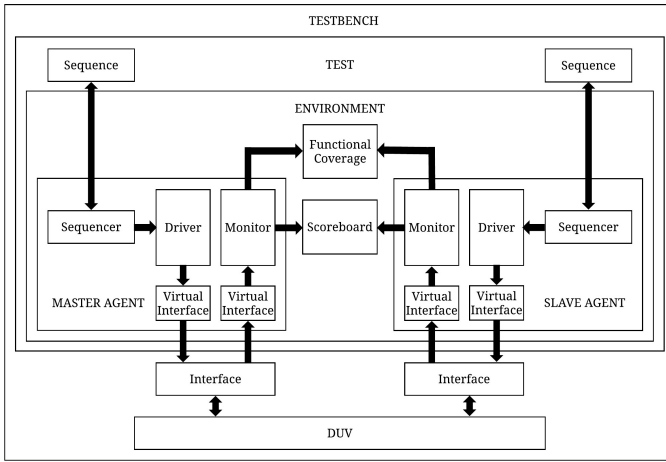 TESTBENCH
Sequence
TEST
Sequence
ENVIRONMENT
Functional
Coverage
Sequencer
Driver
Monitor
Scoreboard
Monitor
Driver
Sequencer
MASTER AGENT
Virtual
Interface
Virtual
Interface
Virtual
Interface
Virtual
Interface
SLAVE AGENT
Interface
Interface
DUV